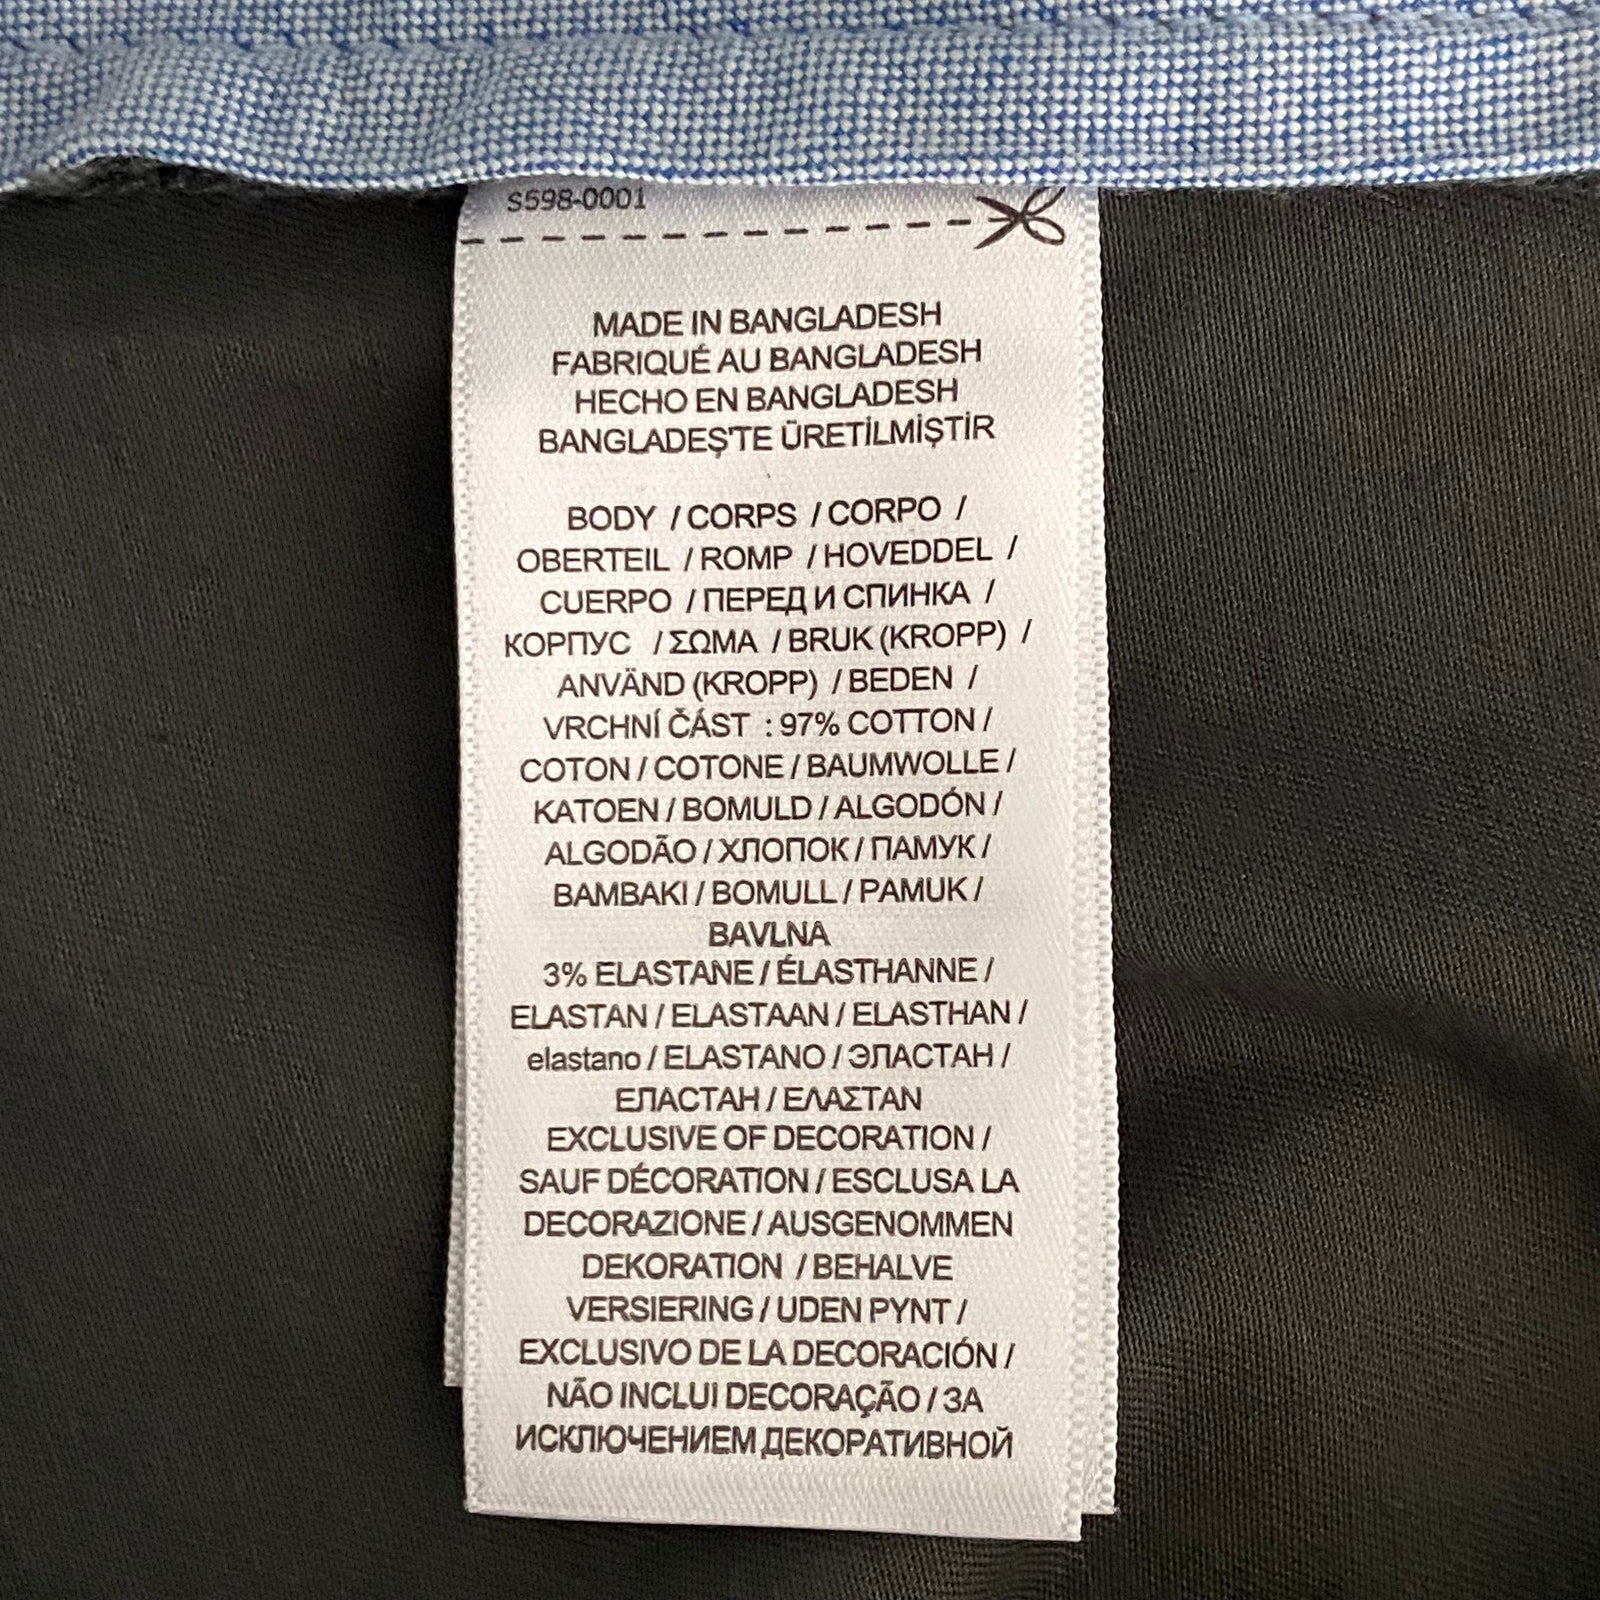 S598-0001
MADE IN BANGLADESH
FABRIQUÉ AU BANGLADESH
HECHO EN BANGLADESH
BANGLADEŞ'TE ÜRETİLMİŞTİR
BODY / CORPS / CORPO /
OBERTEIL / ROMP / HOVEDDEL /
CUERPO / ПЕРЕД И СПИНКА /
КОРПУС / ΣΩΜΑ / BRUK (KROPP) /
ANVÄND (KROPP) / BEDEN /
VRCHNÍ ČÁST : 97% COTTON /
COTON / COTONE / BAUMWOLLE /
KATOEN / BOMULD / ALGODÓN /
ALGODÃO / ХЛОПОК / ПАМУК /
BAMBAKI / BOMULL / PAMUK /
BAVLNA
3% ELASTANE / ÉLASTHANNE /
ELASTAN / ELASTAAN / ELASTHAN /
elastano / ELASTANO / ЭЛАСТАН /
ЕЛАСТАН / ΕΛΑΣΤΑΝ
EXCLUSIVE OF DECORATION /
SAUF DÉCORATION / ESCLUSA LA
DECORAZIONE / AUSGENOMMEN
DEKORATION / BEHALVE
VERSIERING / UDEN PYNT /
EXCLUSIVO DE LA DECORACIÓN /
NÃO INCLUI DECORAÇÃO / ЗА
ИСКЛЮЧЕНИЕМ ДЕКОРАТИВНОЙ